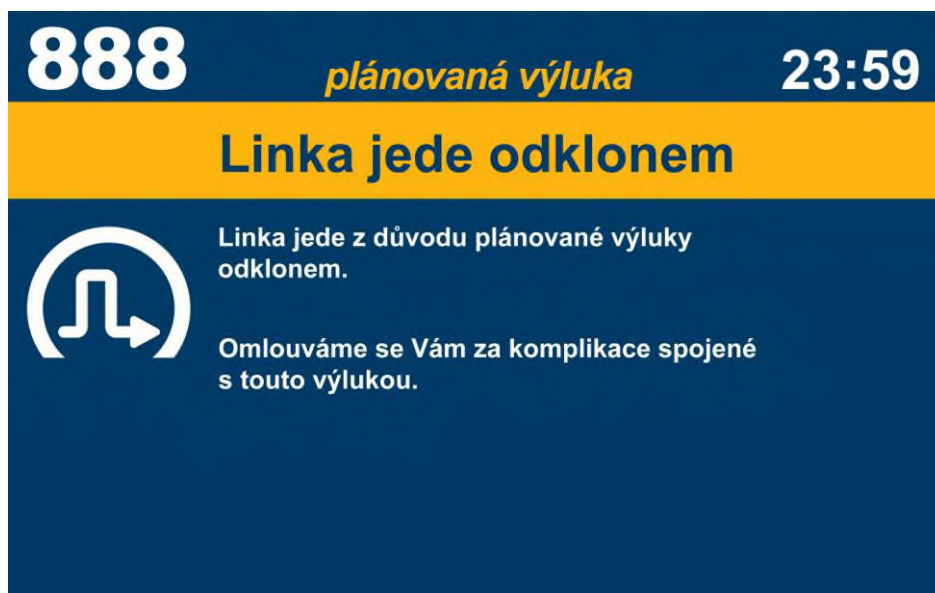 888
plánovaná výluka
23:59
Linka jede odklonem
Linka jede z důvodu plánované výluky
odklonem.
Omlouváme se Vám za komplikace spojené
s touto výlukou.